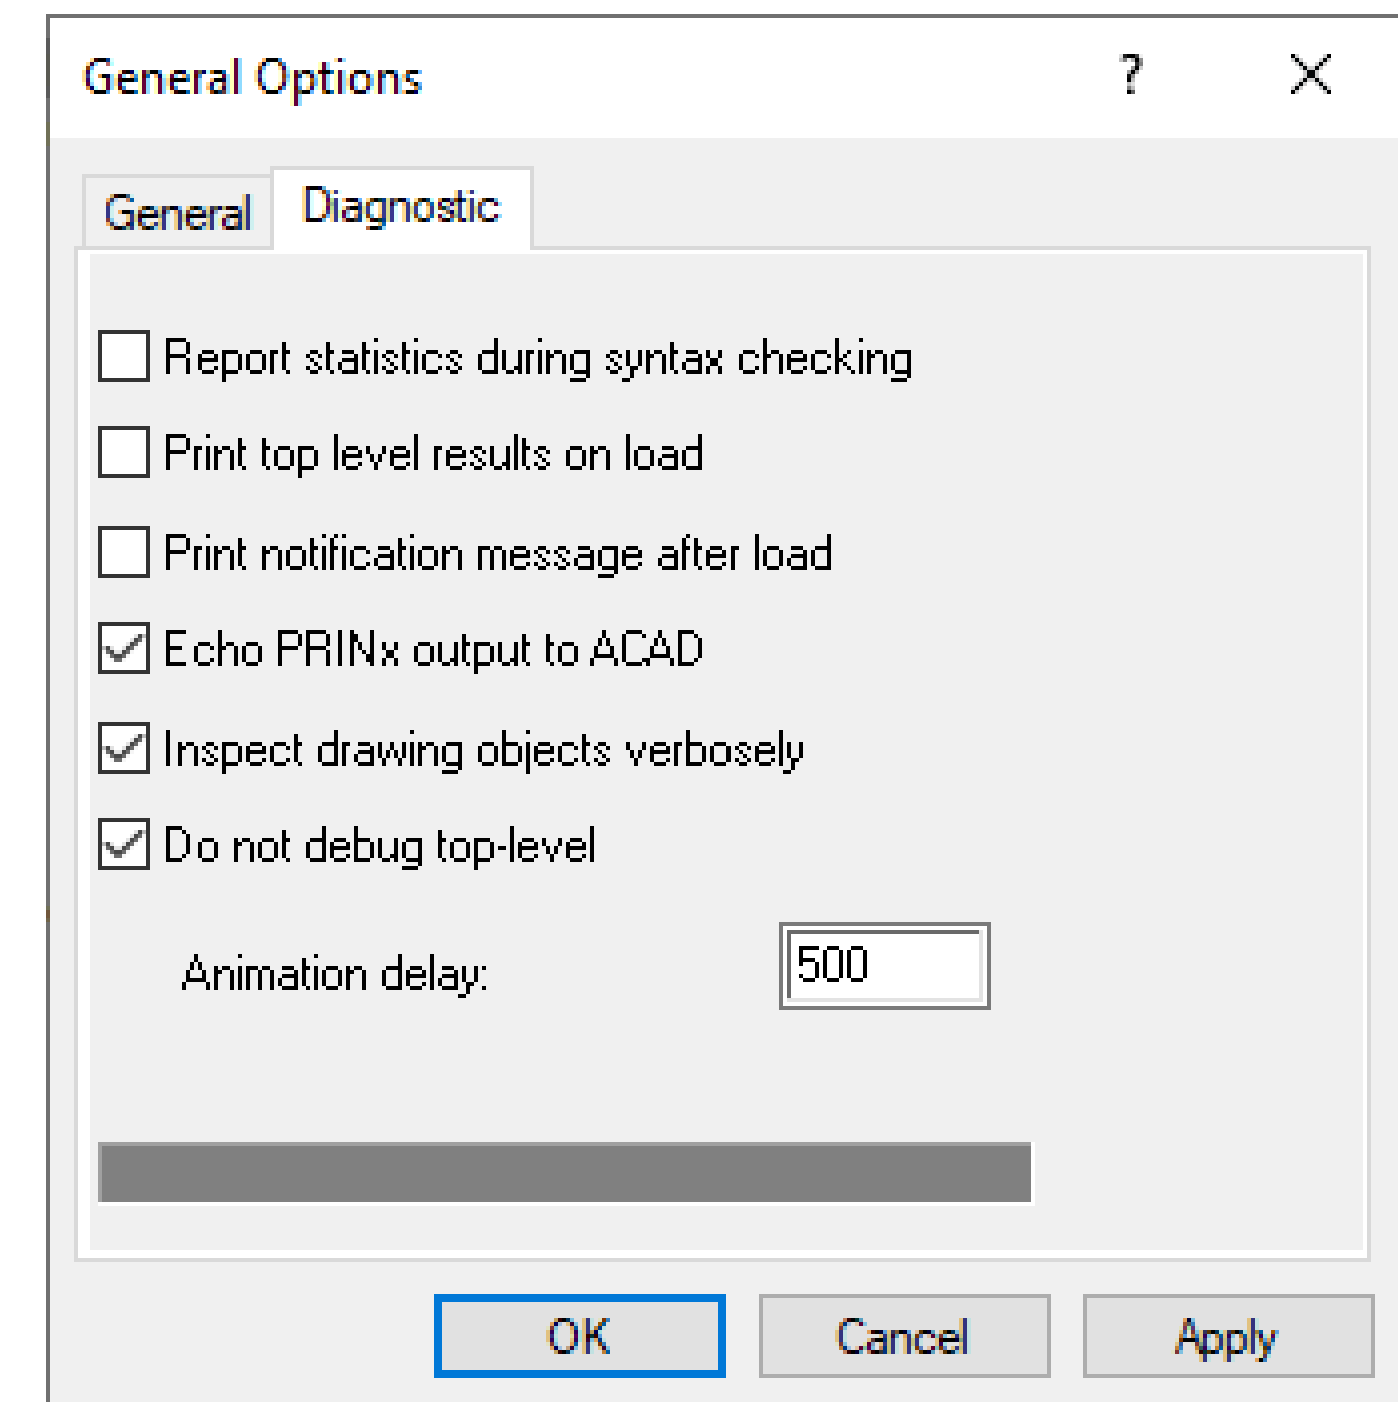 General Options ?
General Diagnostic
Report statistics during syntax checking
Print top level results on load
Print notification message after load
Echo PRINx output to ACAD
Inspect drawing objects verbosely
Do not debug top-level
Animation delay: 500
OK Cancel Apply